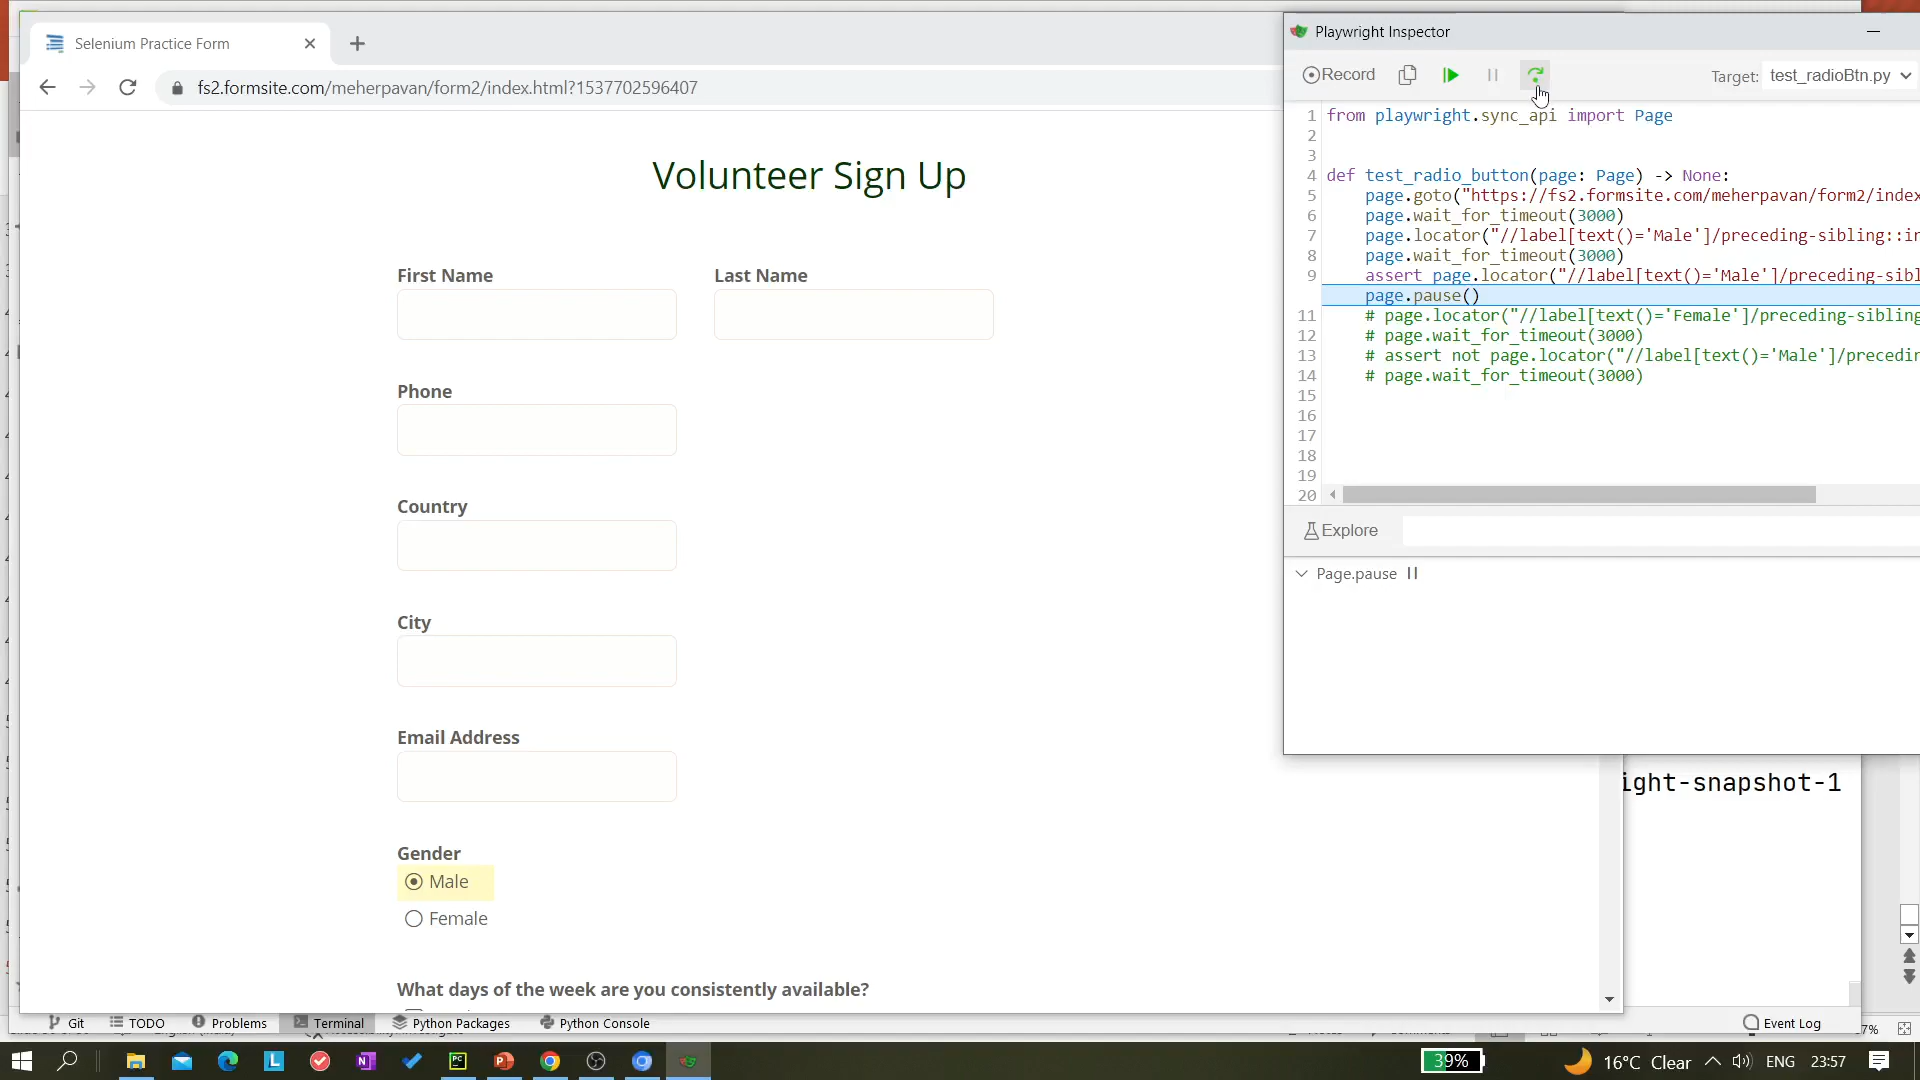 Selenium Practice Form
fs2.formsite.com/meherpavan/form2/index.html?1537702596407
Volunteer Sign Up
First Name
Last Name
Phone
Country
City
Email Address
Gender
Male
Female
What days of the week are you consistently available?
Playwright Inspector
Record
Target: test_radioBtn.py
1 from playwright.sync_api import Page
2
3
4 def test_radio_button(page: Page) -> None:
5 page.goto("https://fs2.formsite.com/meherpavan/form2/index
6 page.wait_for_timeout(3000)
7 page.locator("//label[text()='Male']/preceding-sibling::in
8 page.wait_for_timeout(3000)
9 assert page.locator("//label[text()='Male']/preceding-sibl
page.pause()
11 # page.locator("//label[text()='Female']/preceding-sibling
12 # page.wait_for_timeout(3000)
13 # assert not page.locator("//label[text()='Male']/precedin
14 # page.wait_for_timeout(3000)
15
16
17
18
19
20
Explore
Page.pause
ight-snapshot-1
Git
TODO
Problems
Terminal
Python Packages
Python Console
Event Log
7%
39%
16°C Clear
ENG
23:57